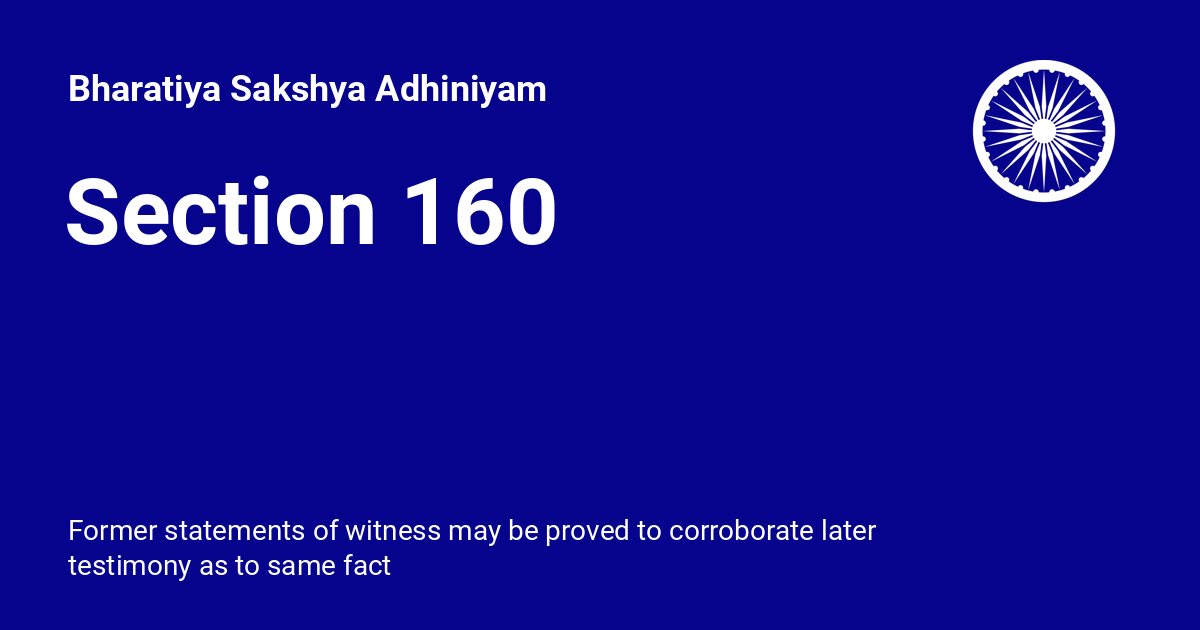 Bharatiya Sakshya Adhiniyam
Section 160
Former statements of witness may be proved to corroborate later
testimony as to same fact